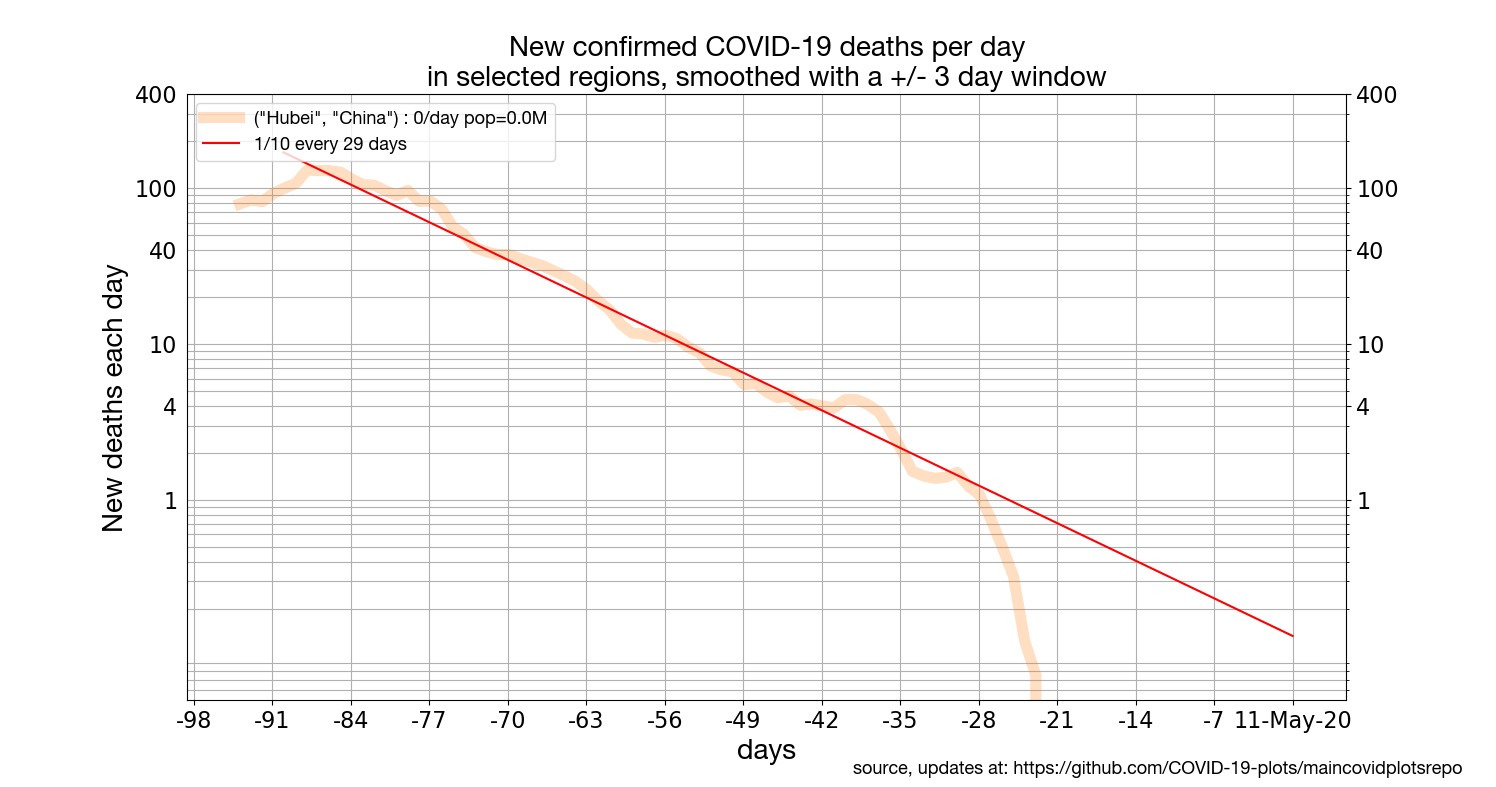 New confirmed COVID-19 deaths per day
in selected regions, smoothed with a +/- 3 day window
400
400
("Hubei", "China") : 0/day pop=0.0M
1/10 every 29 days
100
100
40
40
10
10
4
4
1
1
New deaths each day
-98 -91 -84 -77 -70 -63 -56 -49 -42 -35 -28 -21 -14 -7 11-May-20
days
source, updates at: https://github.com/COVID-19-plots/maincovidplotsrepo